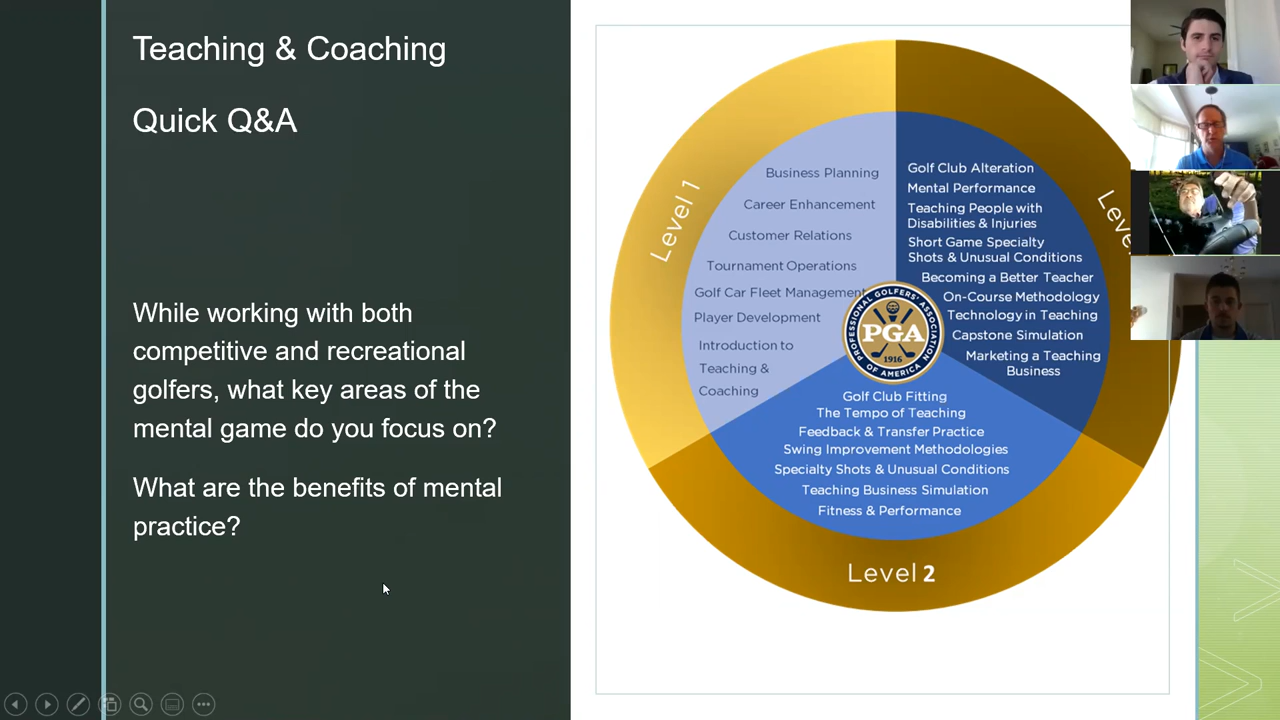 Teaching & Coaching
Quick Q&A
While working with both
competitive and recreational
golfers, what key areas of the
mental game do you focus on?
What are the benefits of mental
practice?
Level 1
Business Planning
Career Enhancement
Customer Relations
Tournament Operations
Golf Car Fleet Management
Player Development
Introduction to
Teaching &
Coaching
Golf Club Alteration
Mental Performance
Teaching People with
Disabilities & Injuries
Short Game Specialty
Shots & Unusual Conditions
Becoming a Better Teacher
On-Course Methodology
Technology in Teaching
Capstone Simulation
Marketing a Teaching
Business
PROFESSIONAL GOLFERS' ASSOCIATION
PGA
1916
OF AMERICA
Golf Club Fitting
The Tempo of Teaching
Feedback & Transfer Practice
Swing Improvement Methodologies
Specialty Shots & Unusual Conditions
Teaching Business Simulation
Fitness & Performance
Level 2